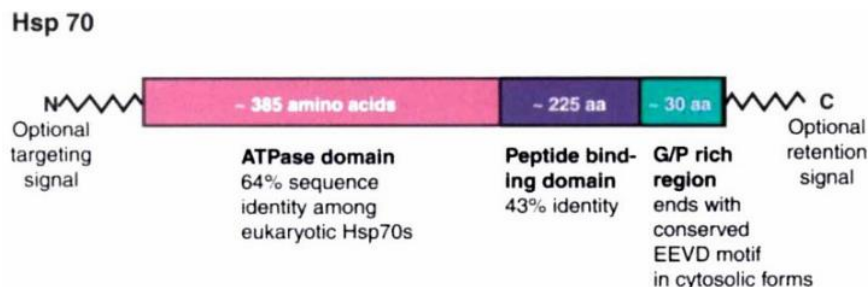 Hsp 70
N
~ 385 amino acids
~ 225 aa
~ 30 aa
C
Optional
targeting
signal
ATPase domain
64% sequence
identity among
eukaryotic Hsp70s
Peptide bind-
ing domain
43% identity
G/P rich
region
ends with
conserved
EEVD motif
in cytosolic forms
Optional
retention
signal